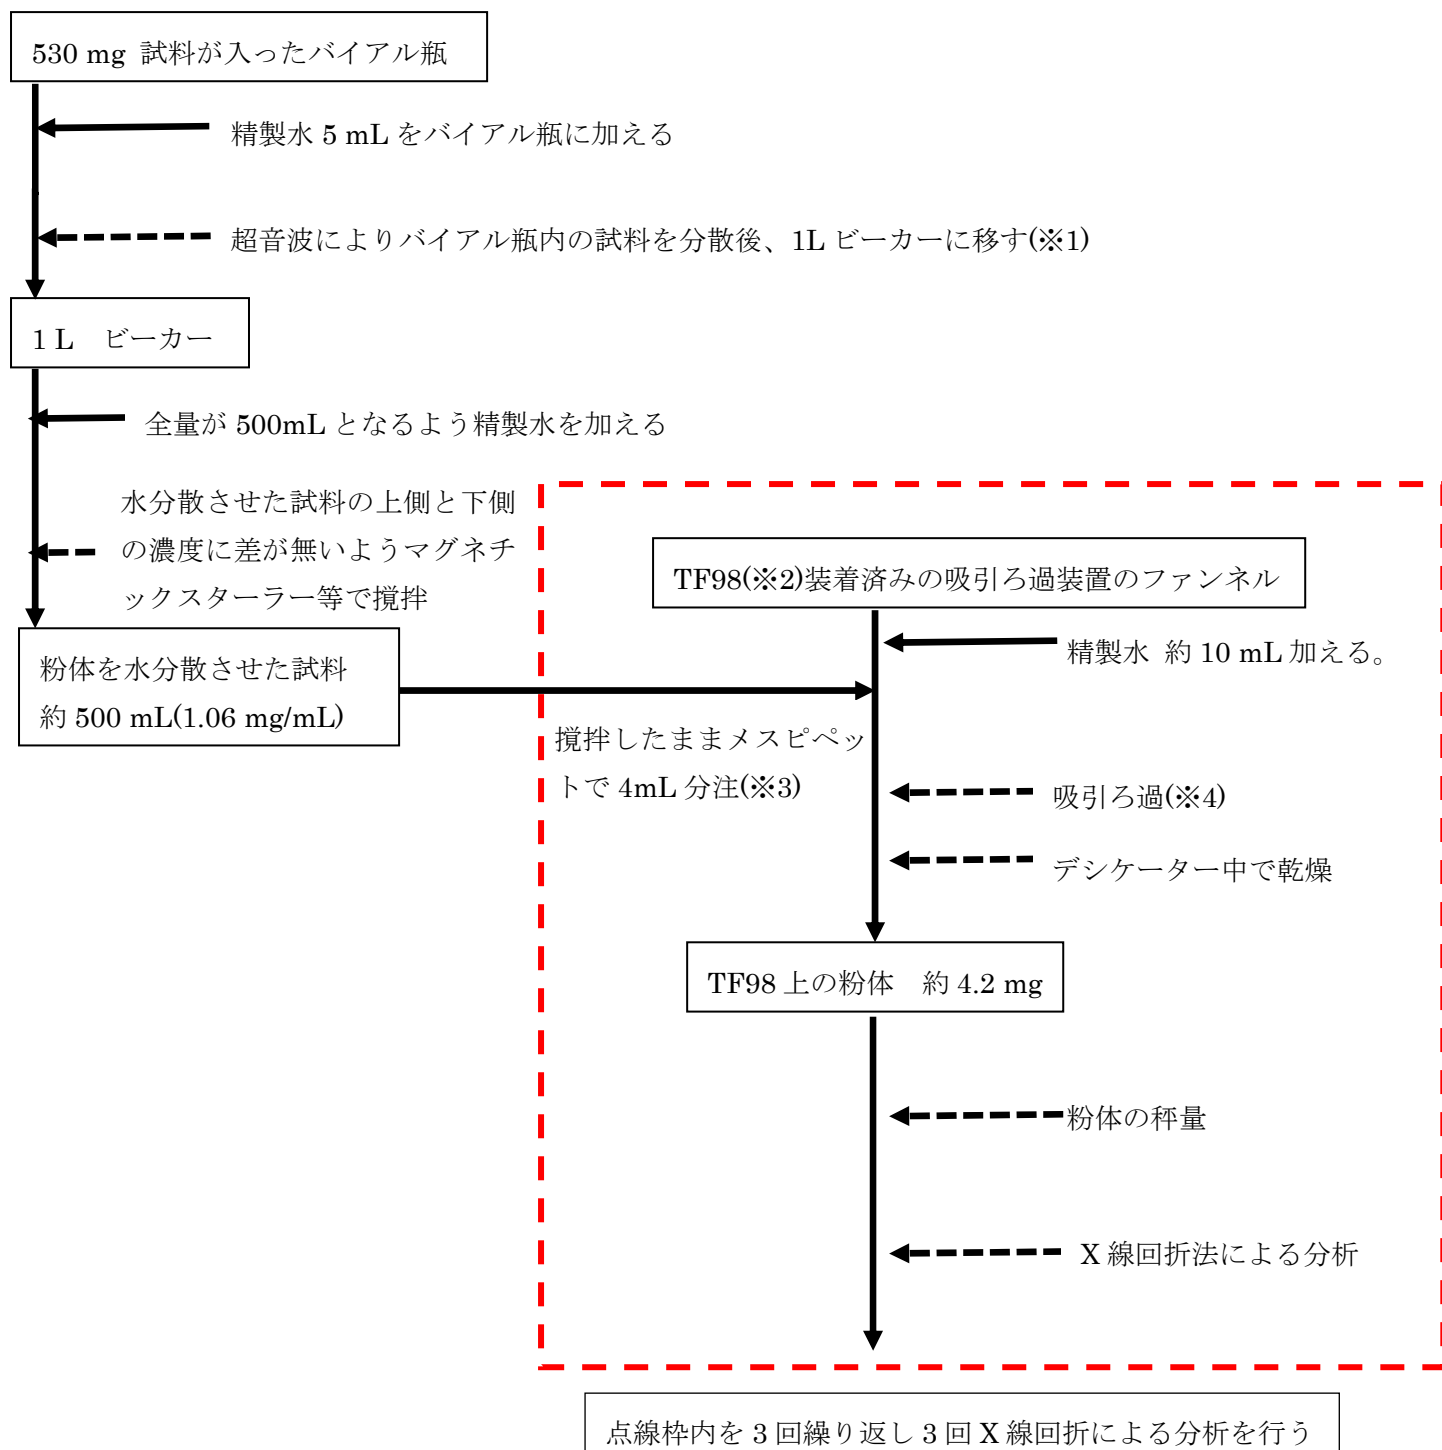 530 mg 試料が入ったバイアル瓶
精製水 5 mL をバイアル瓶に加える
超音波によりバイアル瓶内の試料を分散後、1L ビーカーに移す(※1)
1 L　ビーカー
全量が 500mL となるよう精製水を加える
水分散させた試料の上側と下側
の濃度に差が無いようマグネチ
ックスターラー等で撹拌
粉体を水分散させた試料
約 500 mL(1.06 mg/mL)
TF98(※2)装着済みの吸引ろ過装置のファンネル
精製水 約 10 mL 加える。
撹拌したままメスピペッ
トで 4mL 分注(※3)
吸引ろ過(※4)
デシケーター中で乾燥
TF98 上の粉体　約 4.2 mg
粉体の秤量
X 線回折法による分析
点線枠内を 3 回繰り返し 3 回 X 線回折による分析を行う